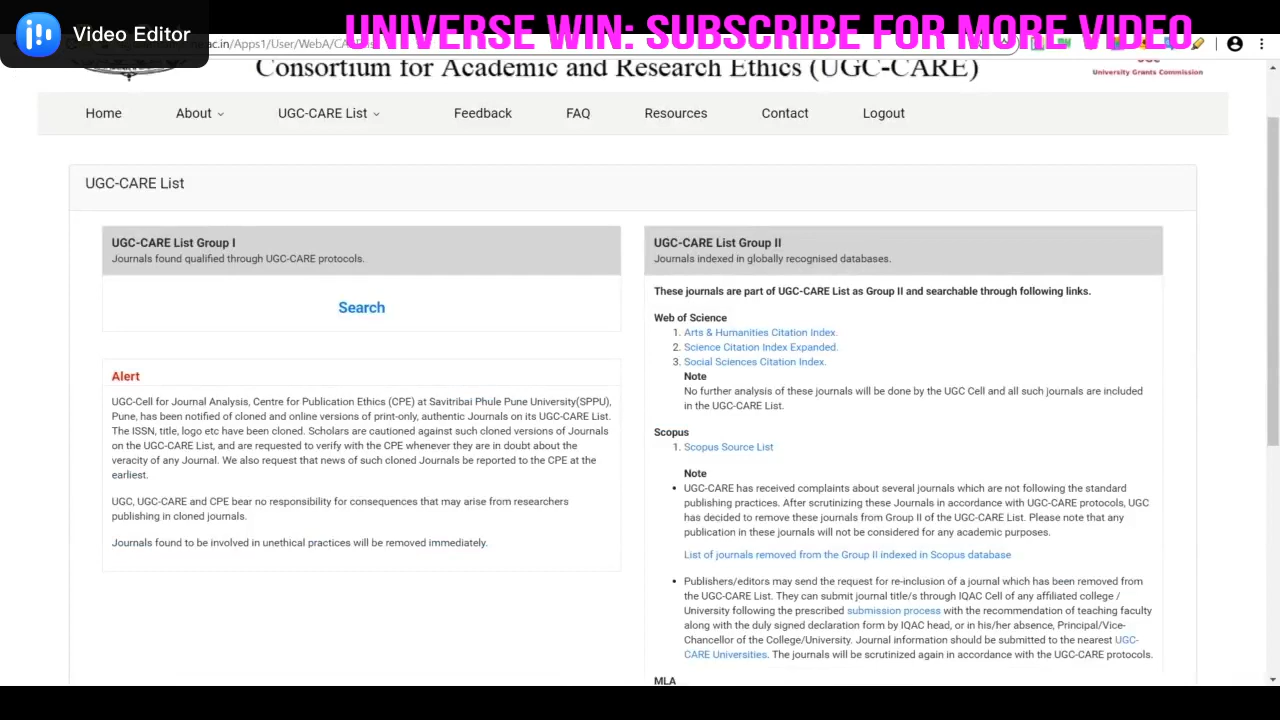 UNIVERSE WIN: SUBSCRIBE FOR MORE VIDEO
Video Editor
ac.in/Apps1/User/WebA/CA
Consortium for Academic and Research Ethics (UGC-CARE)
University Grants Commission
Home About UGC-CARE List Feedback FAQ Resources Contact Logout
UGC-CARE List
UGC-CARE List Group I
Journals found qualified through UGC-CARE protocols.
Search
Alert
UGC-Cell for Journal Analysis, Centre for Publication Ethics (CPE) at Savitribai Phule Pune University(SPPU),
Pune, has been notified of cloned and online versions of print-only, authentic Journals on its UGC-CARE List.
The ISSN, title, logo etc have been cloned. Scholars are cautioned against such cloned versions of Journals
on the UGC-CARE List, and are requested to verify with the CPE whenever they are in doubt about the
veracity of any Journal. We also request that news of such cloned Journals be reported to the CPE at the
earliest.
UGC, UGC-CARE and CPE bear no responsibility for consequences that may arise from researchers
publishing in cloned journals.
Journals found to be involved in unethical practices will be removed immediately.
UGC-CARE List Group II
Journals indexed in globally recognised databases.
These journals are part of UGC-CARE List as Group II and searchable through following links.
Web of Science
1. Arts & Humanities Citation Index.
2. Science Citation Index Expanded.
3. Social Sciences Citation Index.
Note
No further analysis of these journals will be done by the UGC Cell and all such journals are included
in the UGC-CARE List.
Scopus
1. Scopus Source List
Note
• UGC-CARE has received complaints about several journals which are not following the standard
publishing practices. After scrutinizing these Journals in accordance with UGC-CARE protocols, UGC
has decided to remove these journals from Group II of the UGC-CARE List. Please note that any
publication in these journals will not be considered for any academic purposes.
List of journals removed from the Group II indexed in Scopus database
• Publishers/editors may send the request for re-inclusion of a journal which has been removed from
the UGC-CARE List. They can submit journal title/s through IQAC Cell of any affiliated college /
University following the prescribed submission process with the recommendation of teaching faculty
along with the duly signed declaration form by IQAC head, or in his/her absence, Principal/Vice-
Chancellor of the College/University. Journal information should be submitted to the nearest UGC-
CARE Universities. The journals will be scrutinized again in accordance with the UGC-CARE protocols.
MLA